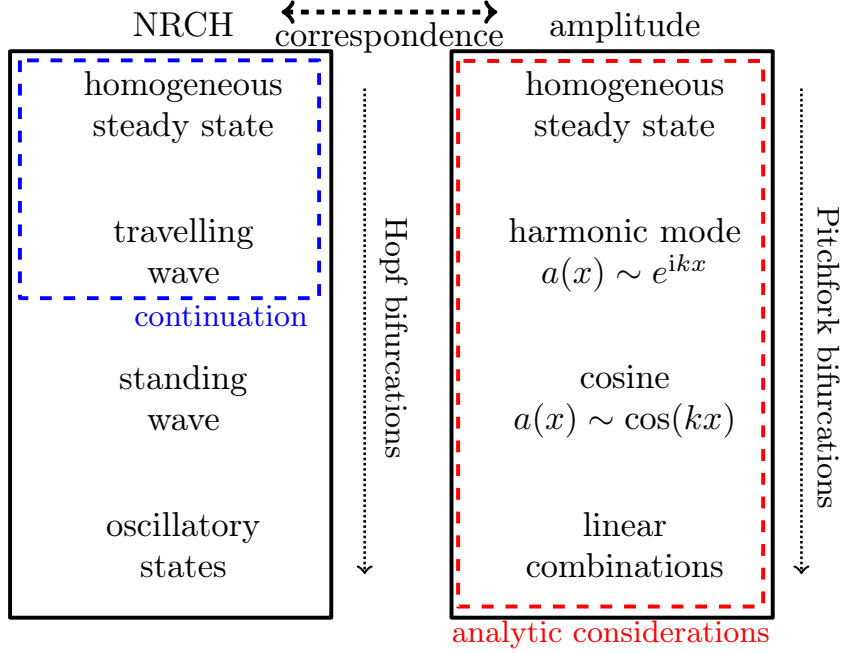 NRCH
correspondence
amplitude
homogeneous
steady state
travelling
wave
continuation
standing
wave
oscillatory
states
Hopf bifurcations
homogeneous
steady state
harmonic mode
a(x) ∼ e^{ikx}
cosine
a(x) ∼ cos(kx)
linear
combinations
analytic considerations
Pitchfork bifurcations